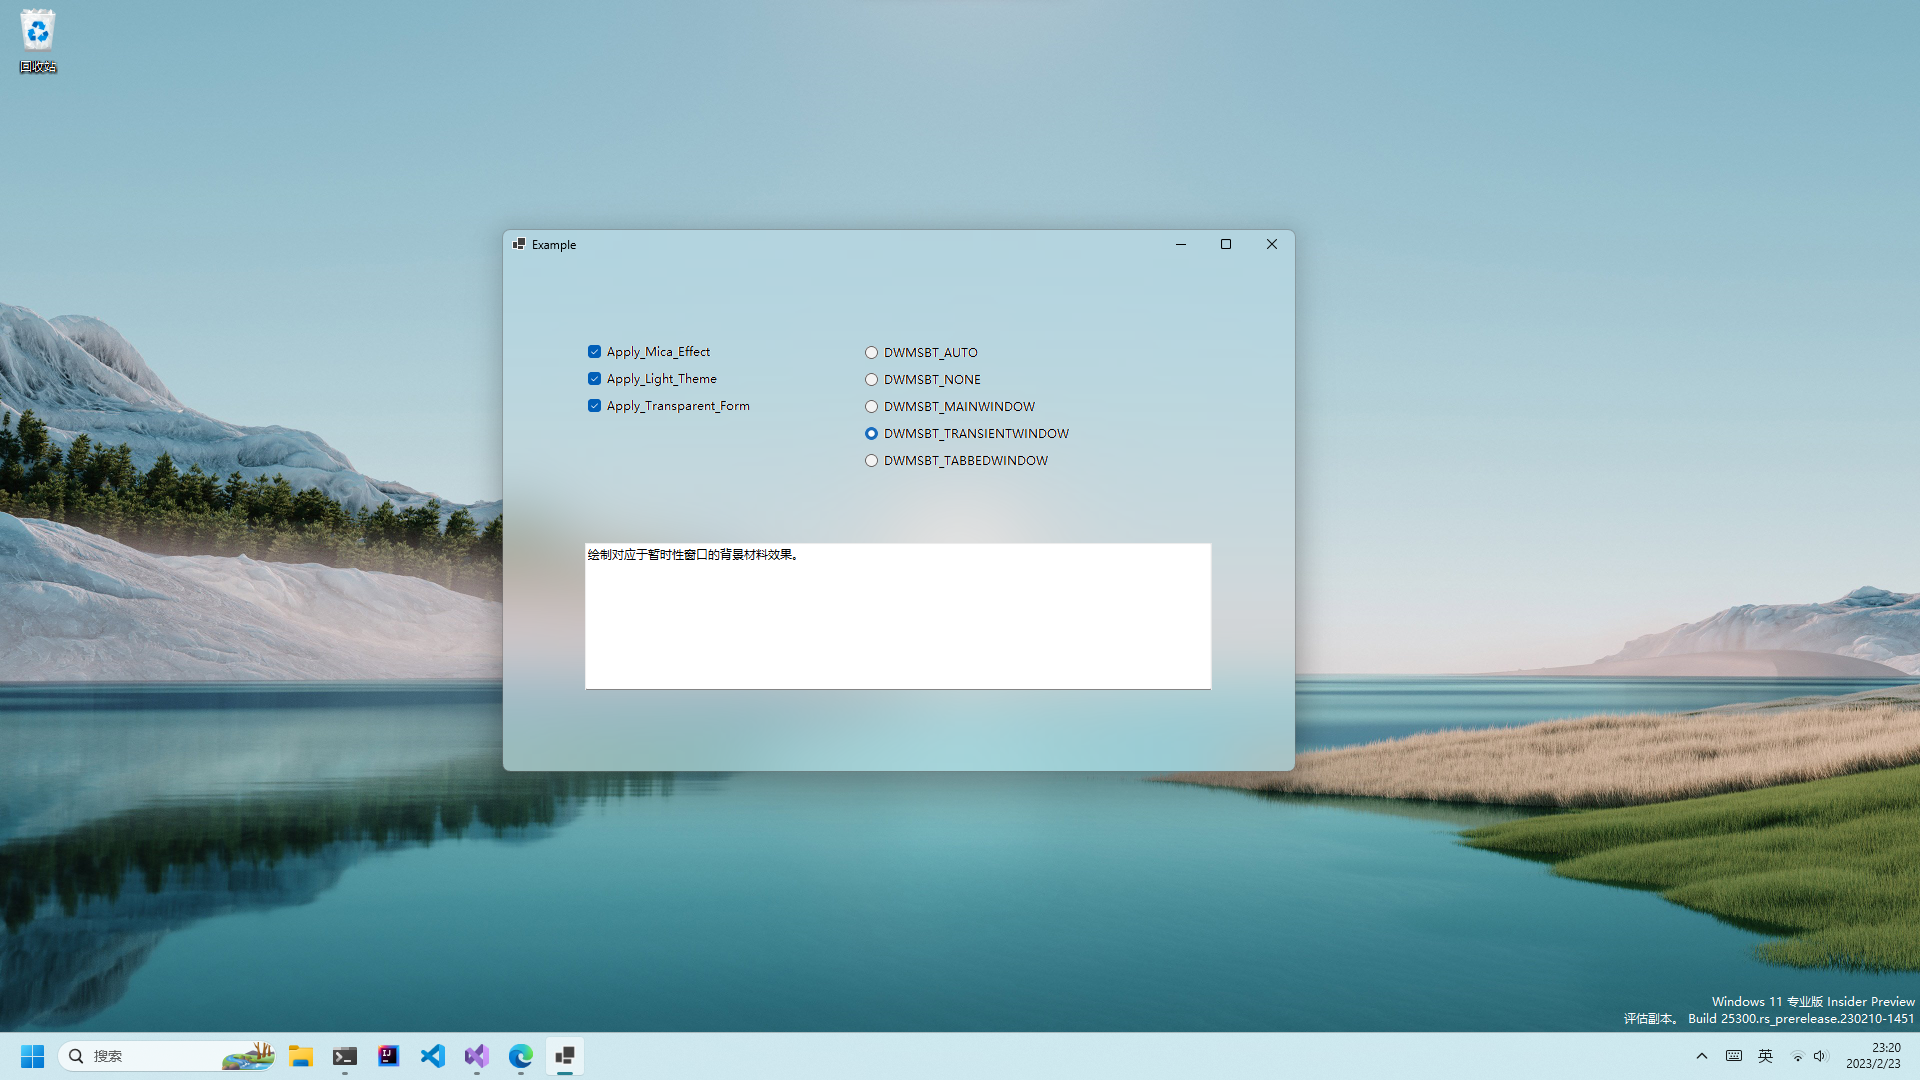 回收站
Example
Apply_Mica_Effect
Apply_Light_Theme
Apply_Transparent_Form
DWMSBT_AUTO
DWMSBT_NONE
DWMSBT_MAINWINDOW
DWMSBT_TRANSIENTWINDOW
DWMSBT_TABBEDWINDOW
绘制对应于暂时性窗口的背景材料效果。
Windows 11 专业版 Insider Preview
评估副本。 Build 25300.rs_prerelease.230210-1451
搜索
IJ
英
23:20
2023/2/23